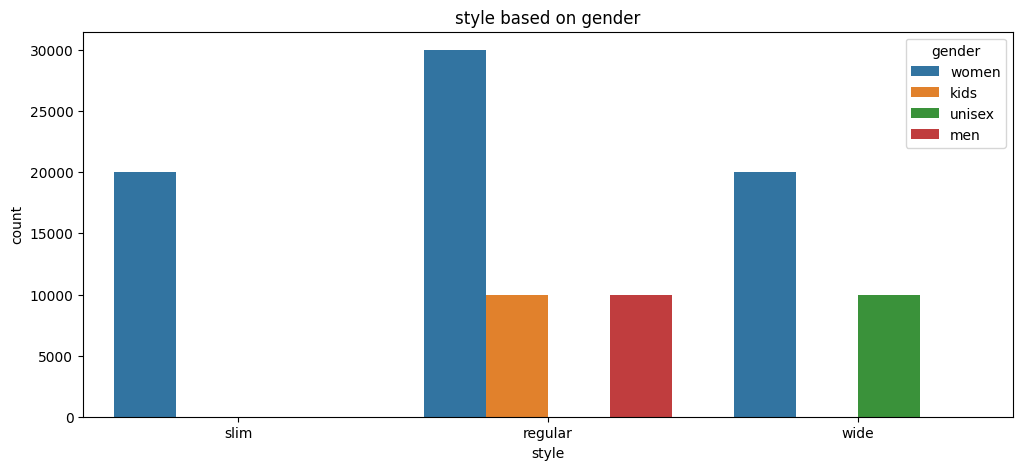 style based on gender
gender
women
kids
unisex
men
count
30000
25000
20000
15000
10000
5000
0
slim
regular
wide
style